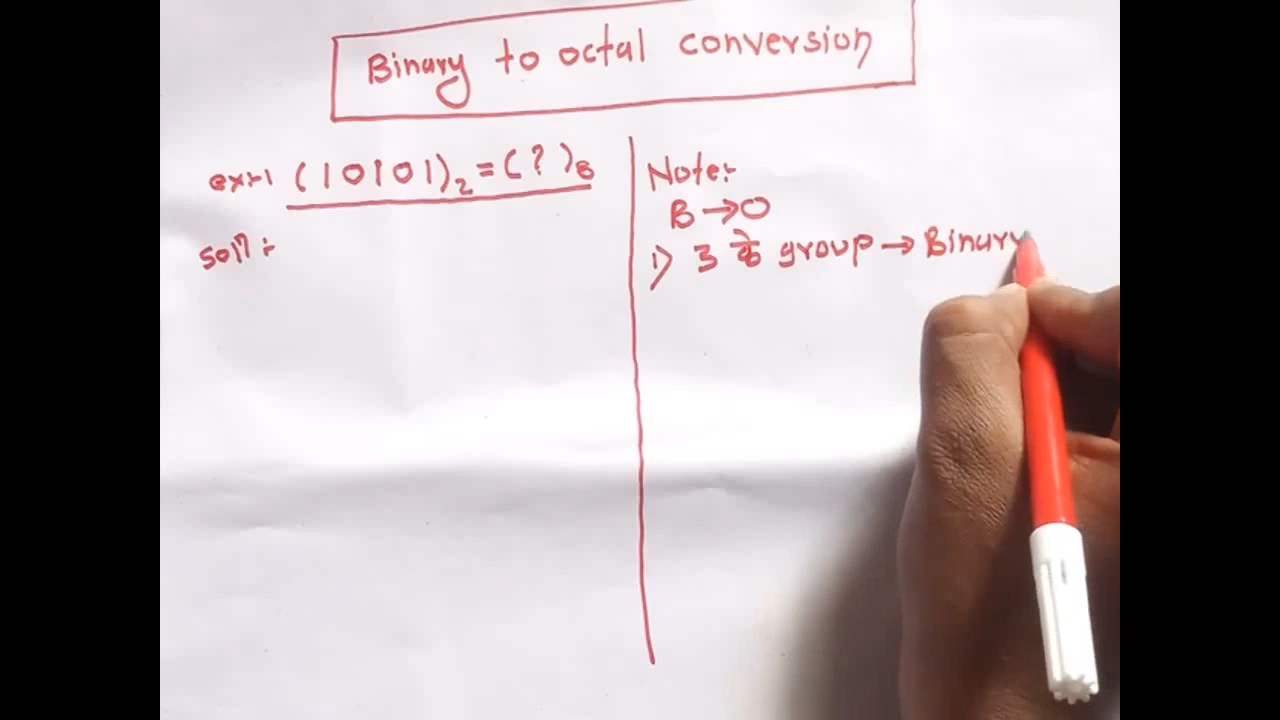 Binary to octal conversion
ex:-1 (10101)₂ = (?)₈
Soln:
Note:-
B → O
1) 3 group → Binary